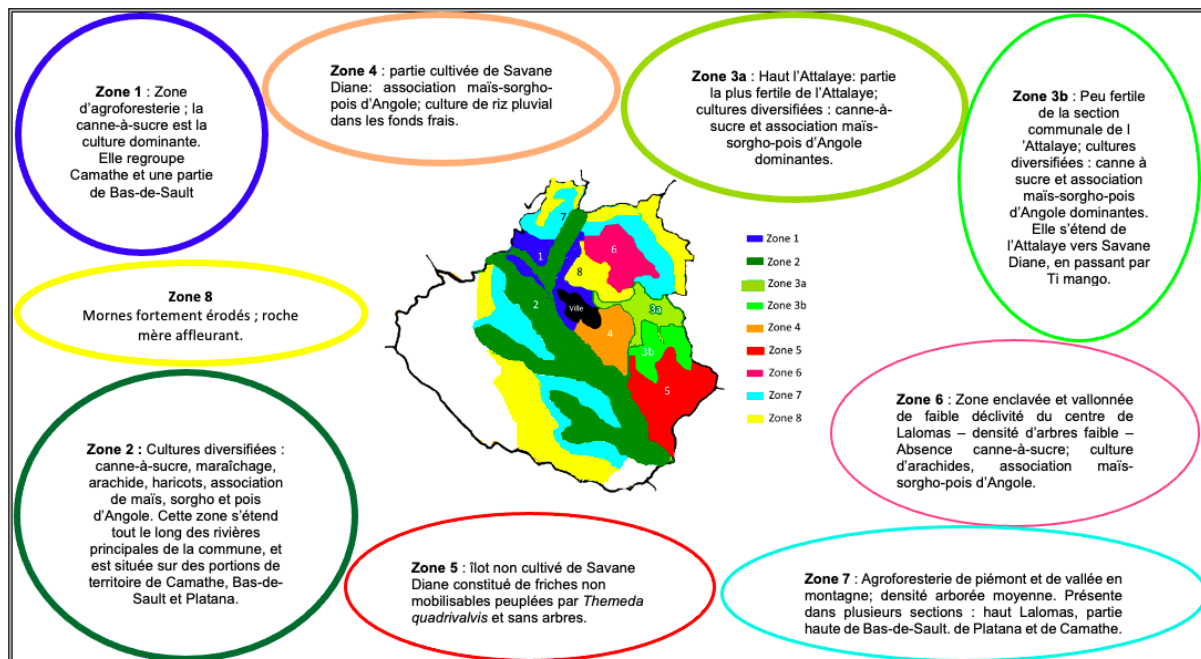 Zone 1 : Zone
d'agroforesterie ; la
canne-à-sucre est la
culture dominante.
Elle regroupe
Camathe et une partie
de Bas-de-Sault
Zone 4 : partie cultivée de Savane
Diane: association maïs-sorgho-
pois d'Angole; culture de riz pluvial
dans les fonds frais.
Zone 3a : Haut l'Attalaye: partie
la plus fertile de l'Attalaye;
cultures diversifiées : canne-à-
sucre et association maïs-
sorgho-pois d'Angole
dominantes.
Zone 3b : Peu fertile
de la section
communale de l
'Attalaye; cultures
diversifiées : canne à
sucre et association
maïs-sorgho-pois
d'Angole dominantes.
Elle s'étend de
l'Attalaye vers Savane
Diane, en passant par
Ti mango.
Zone 8
Mornes fortement érodés ; roche
mère affleurant.
7
1
6
8
2
Ville
3a
4
3b
5
Zone 1
Zone 2
Zone 3a
Zone 3b
Zone 4
Zone 5
Zone 6
Zone 7
Zone 8
Zone 2 : Cultures diversifiées :
canne-à-sucre, maraîchage,
arachide, haricots, association
de maïs, sorgho et pois
d'Angole. Cette zone s'étend
tout le long des rivières
principales de la commune, et
est située sur des portions de
territoire de Camathe, Bas-de-
Sault et Platana.
Zone 6 : Zone enclavée et vallonnée
de faible déclivité du centre de
Lalomas – densité d'arbres faible –
Absence canne-à-sucre; culture
d'arachides, association maïs-
sorgho-pois d'Angole.
Zone 5 : îlot non cultivé de Savane
Diane constitué de friches non
mobilisables peuplées par Themeda
quadrivalvis et sans arbres.
Zone 7 : Agroforesterie de piémont et de vallée en
montagne; densité arborée moyenne. Présente
dans plusieurs sections : haut Lalomas, partie
haute de Bas-de-Sault. de Platana et de Camathe.